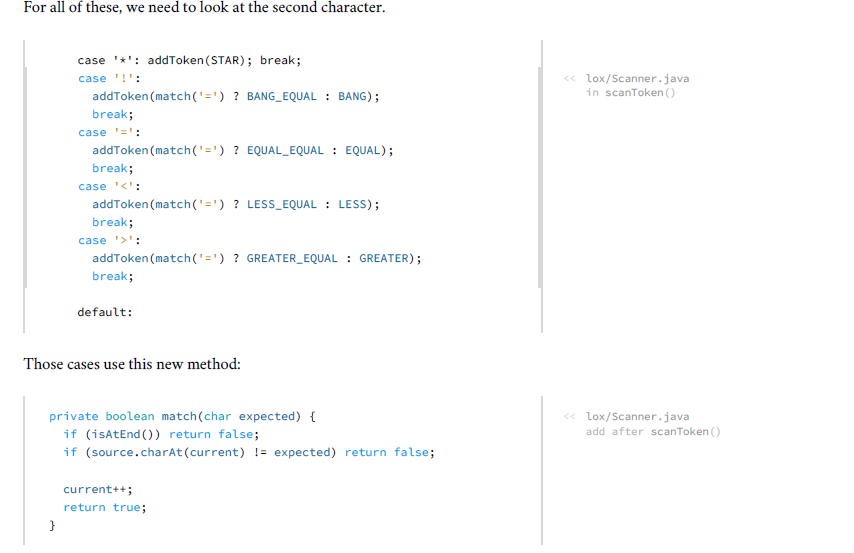 For all of these, we need to look at the second character.
case '*': addToken(STAR); break;
case '!':
addToken(match('=') ? BANG_EQUAL : BANG);
break;
case '=':
addToken(match('=') ? EQUAL_EQUAL : EQUAL);
break;
case '<':
addToken(match('=') ? LESS_EQUAL : LESS);
break;
case '>':
addToken(match('=') ? GREATER_EQUAL : GREATER);
break;
default:
<< lox/Scanner.java
in scanToken()
Those cases use this new method:
private boolean match(char expected) {
if (isAtEnd()) return false;
if (source.charAt(current) != expected) return false;
current++;
return true;
}
<< lox/Scanner.java
add after scanToken()